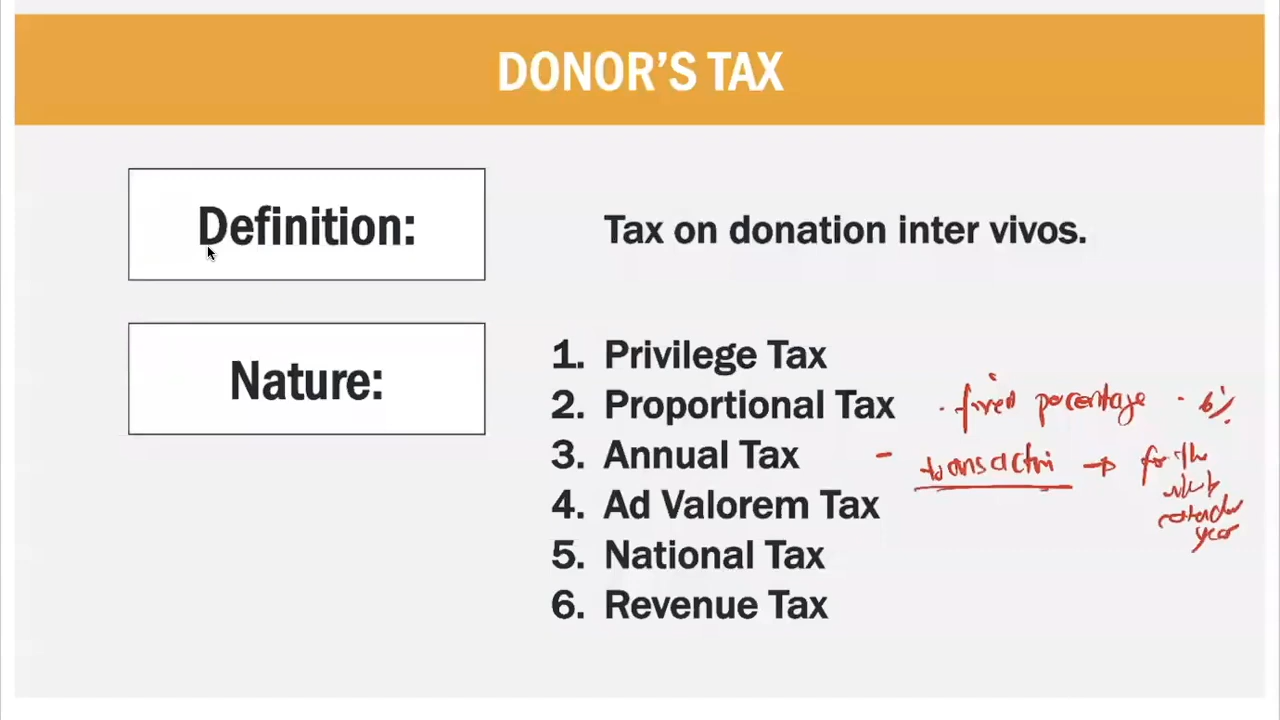 DONOR'S TAX
Definition:
Tax on donation inter vivos.
Nature:
1. Privilege Tax
2. Proportional Tax · fixed percentage · 6%
3. Annual Tax - transaction → for the
year
4. Ad Valorem Tax
5. National Tax
6. Revenue Tax